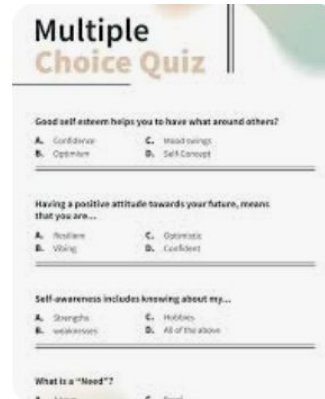 Multiple
Choice Quiz
Good self esteem helps you to have what around others?
A. Confidence C. Mood swings
B. Optimism D. Self-Concept
Having a positive attitude towards your future, means
that you are...
A. Resilient C. Optimistic
B. Vibing D. Confident
Self-awareness includes knowing about my...
A. Strengths C. Hobbies
B. weaknesses D. All of the above
What is a "Need"?